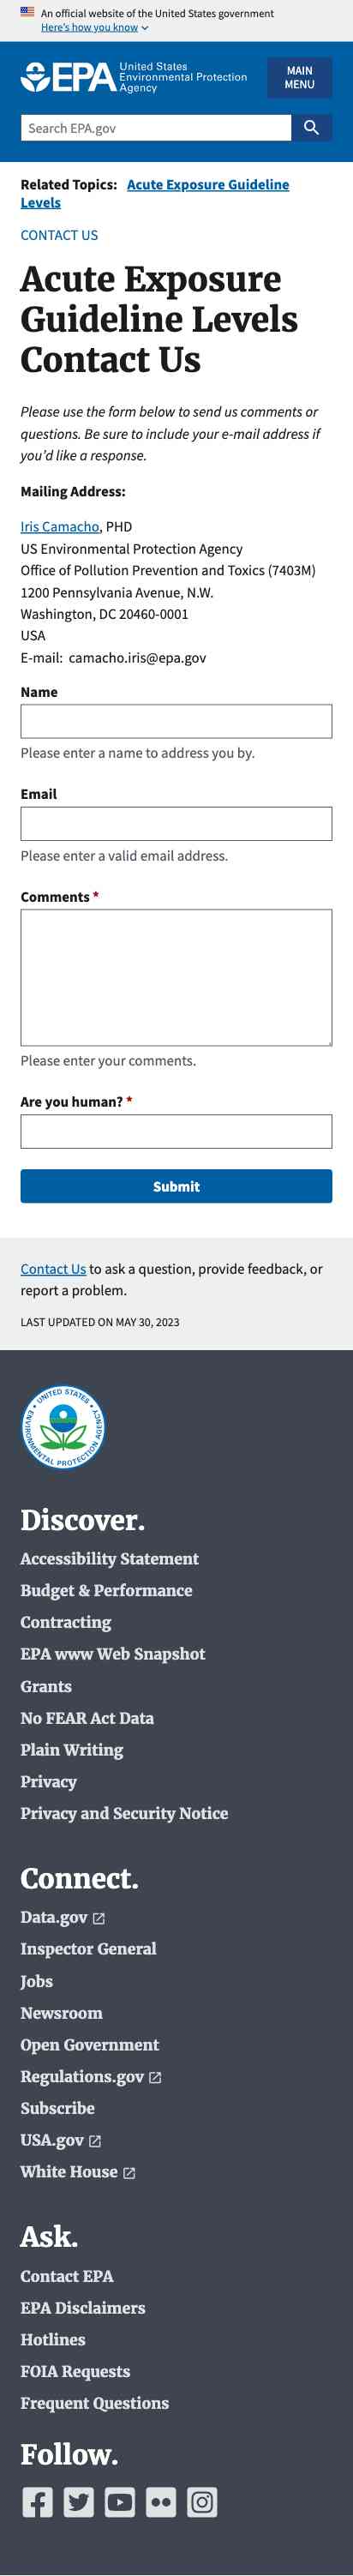 An official website of the United States government
Here's how you know
EPA United States
Environmental Protection
Agency
MAIN
MENU
Search EPA.gov
Related Topics: Acute Exposure Guideline
Levels
CONTACT US
Acute Exposure
Guideline Levels
Contact Us
Please use the form below to send us comments or
questions. Be sure to include your e-mail address if
you'd like a response.
Mailing Address:
Iris Camacho, PHD
US Environmental Protection Agency
Office of Pollution Prevention and Toxics (7403M)
1200 Pennsylvania Avenue, N.W.
Washington, DC 20460-0001
USA
E-mail: camacho.iris@epa.gov
Name
Please enter a name to address you by.
Email
Please enter a valid email address.
Comments *
Please enter your comments.
Are you human? *
Submit
Contact Us to ask a question, provide feedback, or
report a problem.
LAST UPDATED ON MAY 30, 2023
UNITED STATES
ENVIRONMENTAL PROTECTION AGENCY
Discover.
Accessibility Statement
Budget & Performance
Contracting
EPA www Web Snapshot
Grants
No FEAR Act Data
Plain Writing
Privacy
Privacy and Security Notice
Connect.
Data.gov
Inspector General
Jobs
Newsroom
Open Government
Regulations.gov
Subscribe
USA.gov
White House
Ask.
Contact EPA
EPA Disclaimers
Hotlines
FOIA Requests
Frequent Questions
Follow.